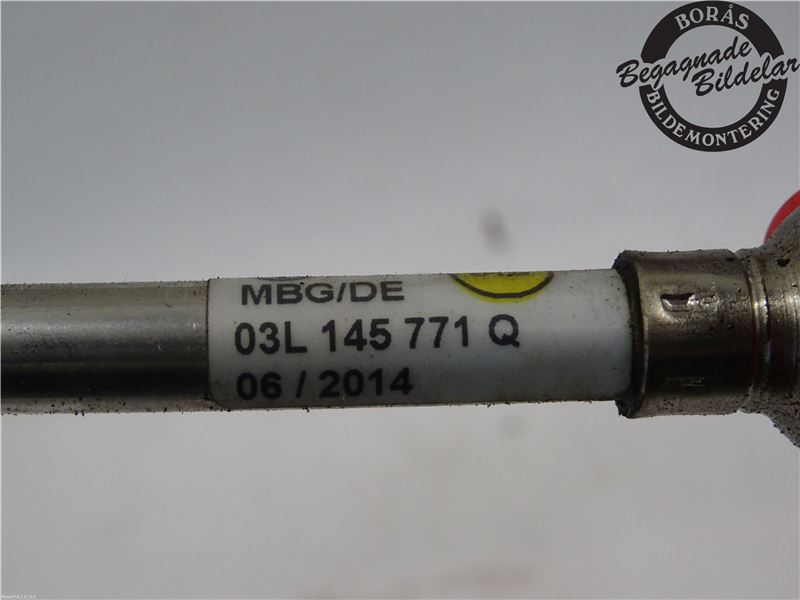 BORÅS
Begagnade
Bildelar
BILDEMONTERING
MBG/DE
03L 145 771 Q
06 / 2014